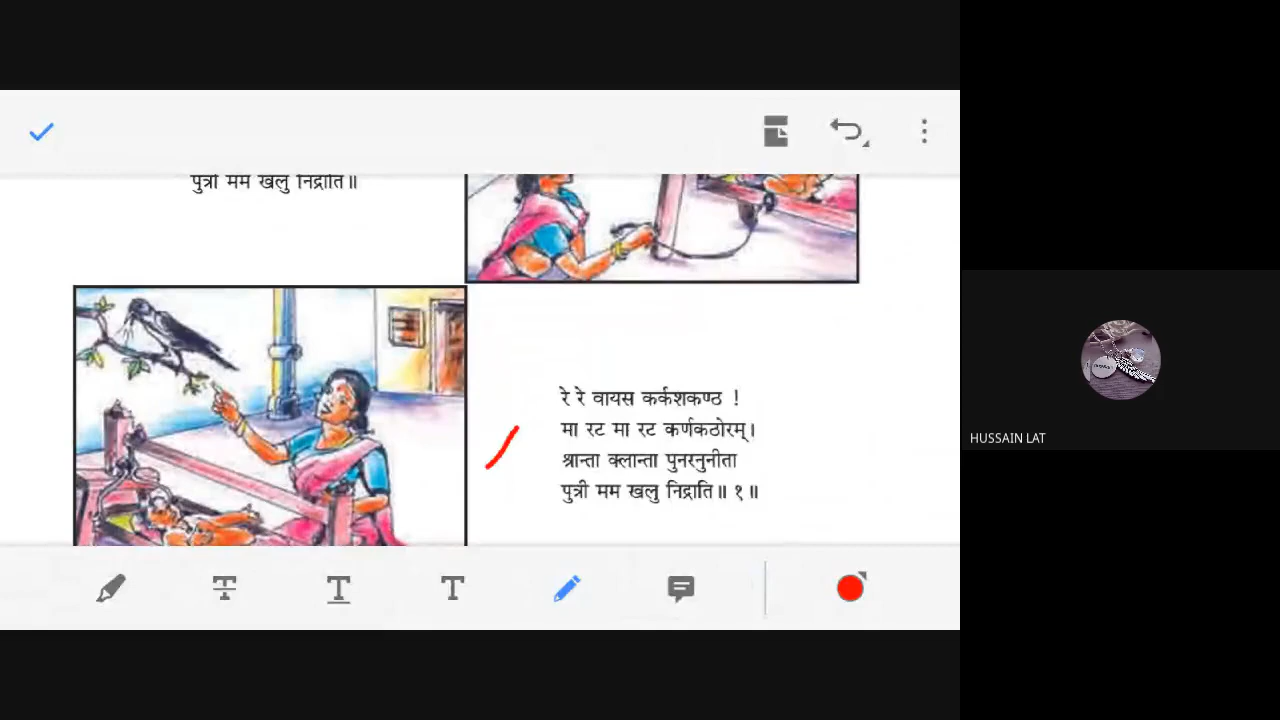 पुत्री मम खलु निद्राति॥
रे रे वायस कर्कशकण्ठ !
मा रट मा रट कर्णकठोरम्।
श्रान्ता क्लान्ता पुनरनुनीता
पुत्री मम खलु निद्राति॥ १॥
HUSSAIN LAT